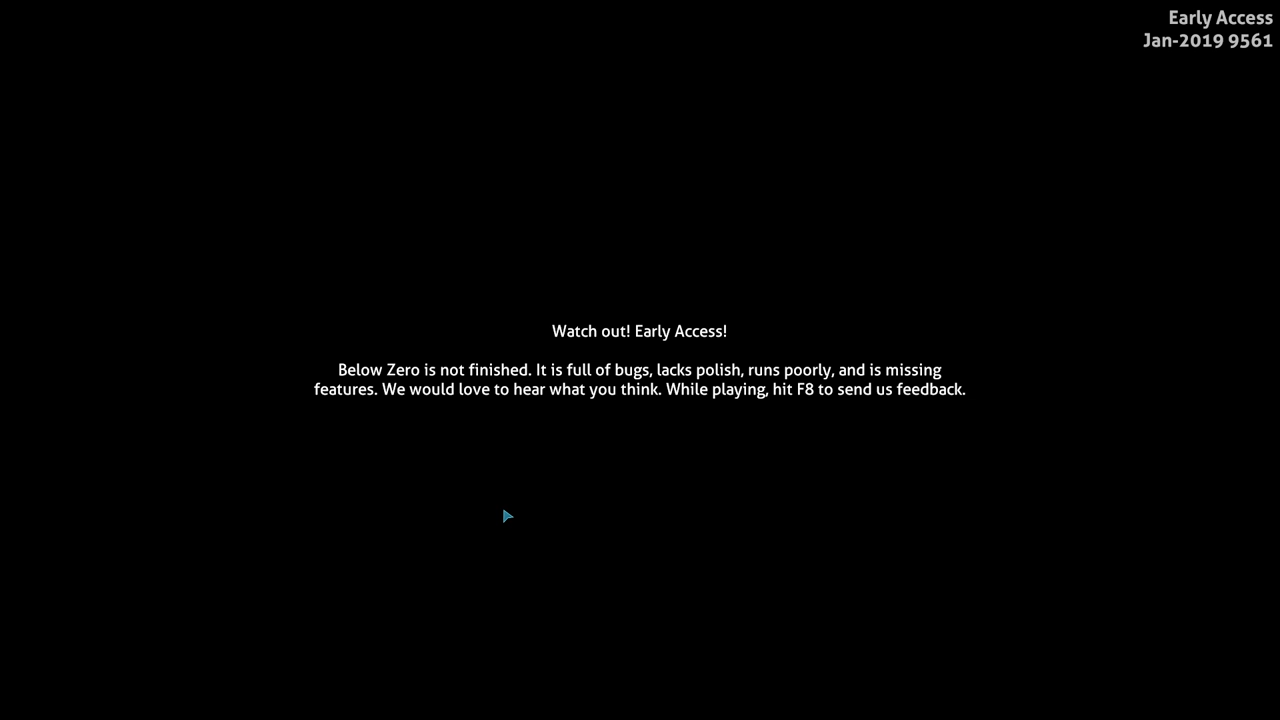 Early Access
Jan-2019 9561
Watch out! Early Access!
Below Zero is not finished. It is full of bugs, lacks polish, runs poorly, and is missing
features. We would love to hear what you think. While playing, hit F8 to send us feedback.